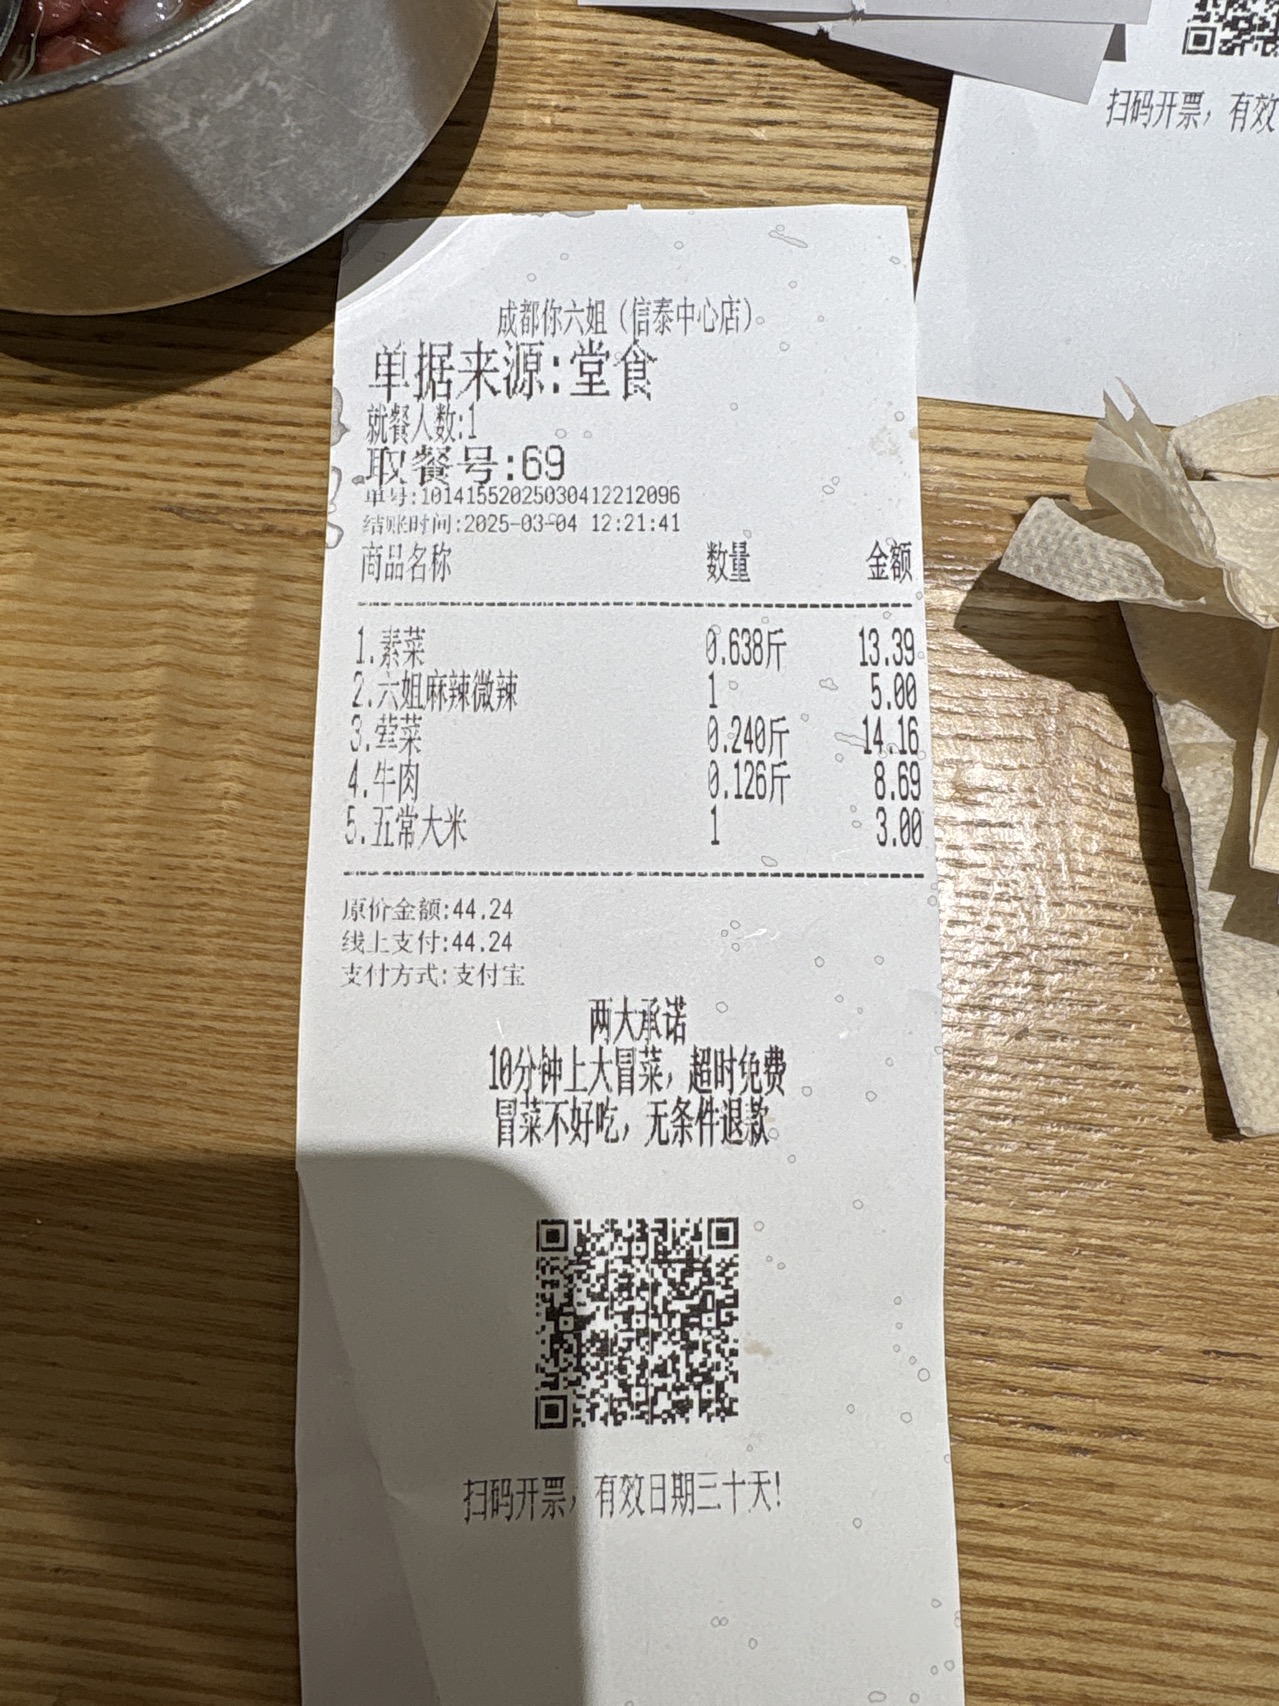 扫码开票，有效
成都你六姐（信泰中心店）
单据来源:堂食
就餐人数:1
取餐号:69
单号:10141552025030412212096
结账时间:2025-03-04 12:21:41
商品名称 数量 金额
1.素菜 0.638斤 13.39
2.六姐麻辣微辣 1 5.00
3.荤菜 0.240斤 14.16
4.牛肉 0.126斤 8.69
5.五常大米 1 3.00
原价金额:44.24
线上支付:44.24
支付方式:支付宝
两大承诺
10分钟上大冒菜，超时免费
冒菜不好吃，无条件退款
扫码开票，有效日期三十天!